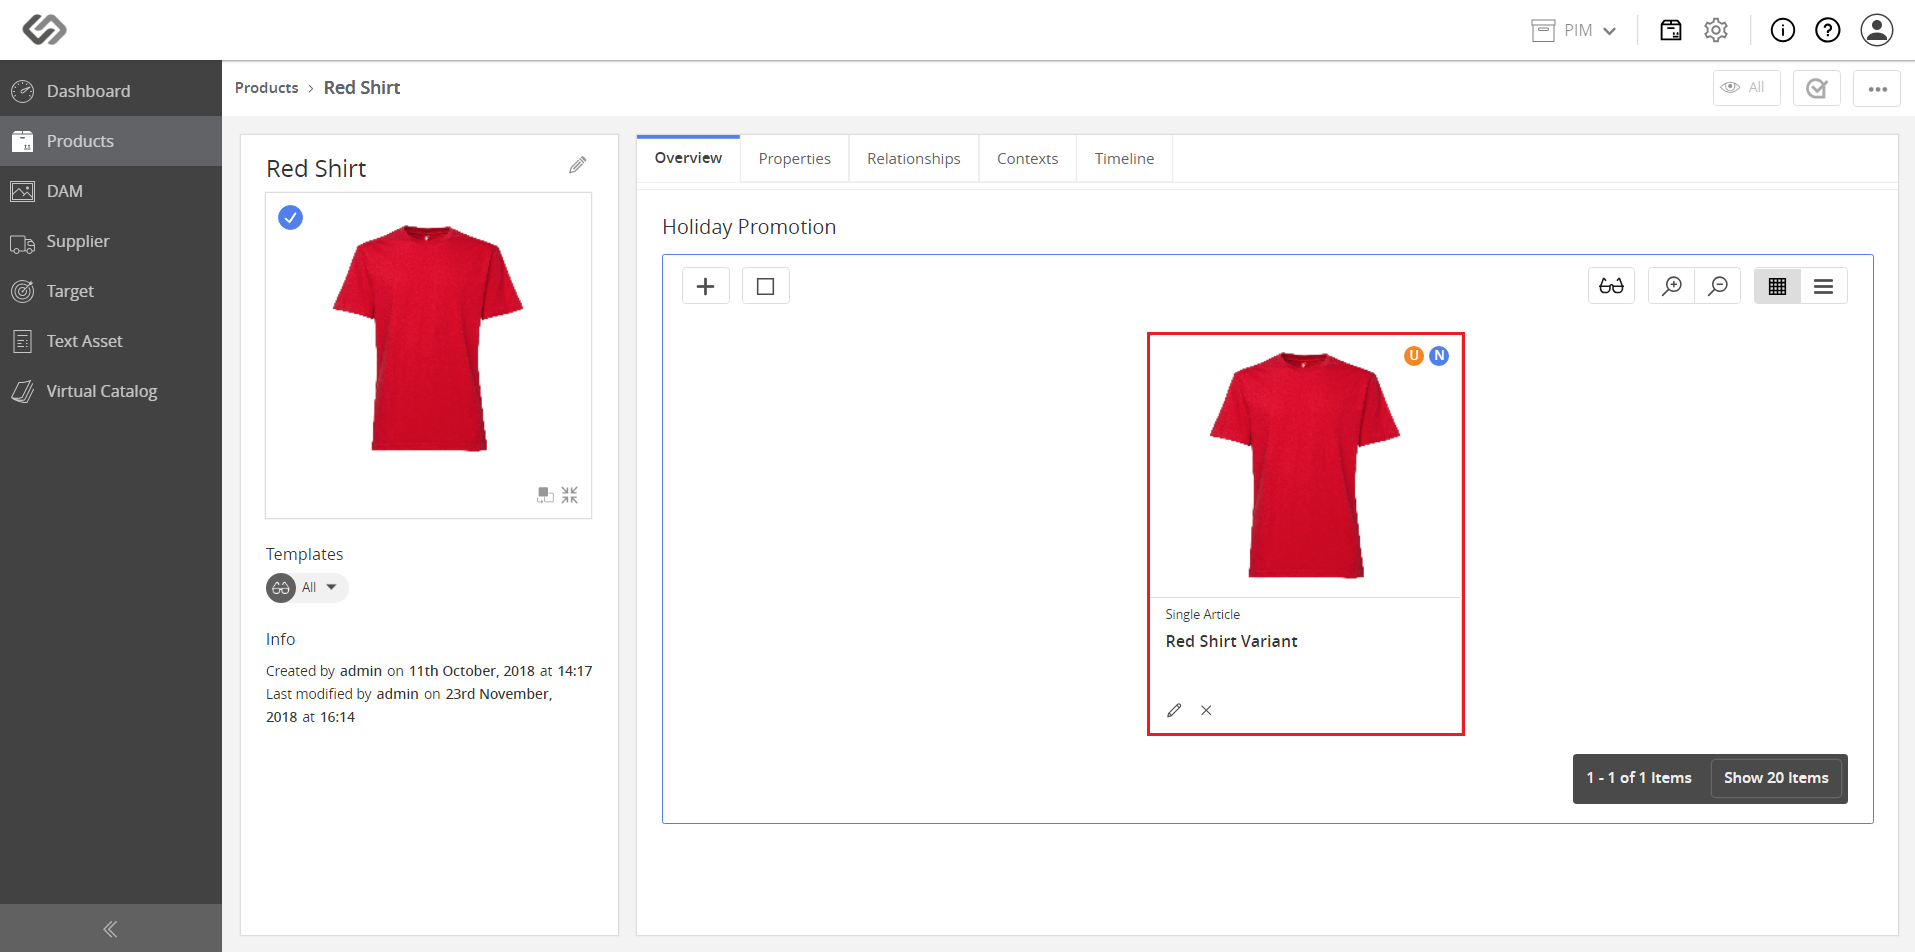 PIM
Dashboard
Products
DAM
Supplier
Target
Text Asset
Virtual Catalog
Products › Red Shirt
All
Red Shirt
Templates
All
Info
Created by admin on 11th October, 2018 at 14:17
Last modified by admin on 23rd November,
2018 at 16:14
Overview
Properties
Relationships
Contexts
Timeline
Holiday Promotion
U N
Single Article
Red Shirt Variant
1 - 1 of 1 Items
Show 20 Items